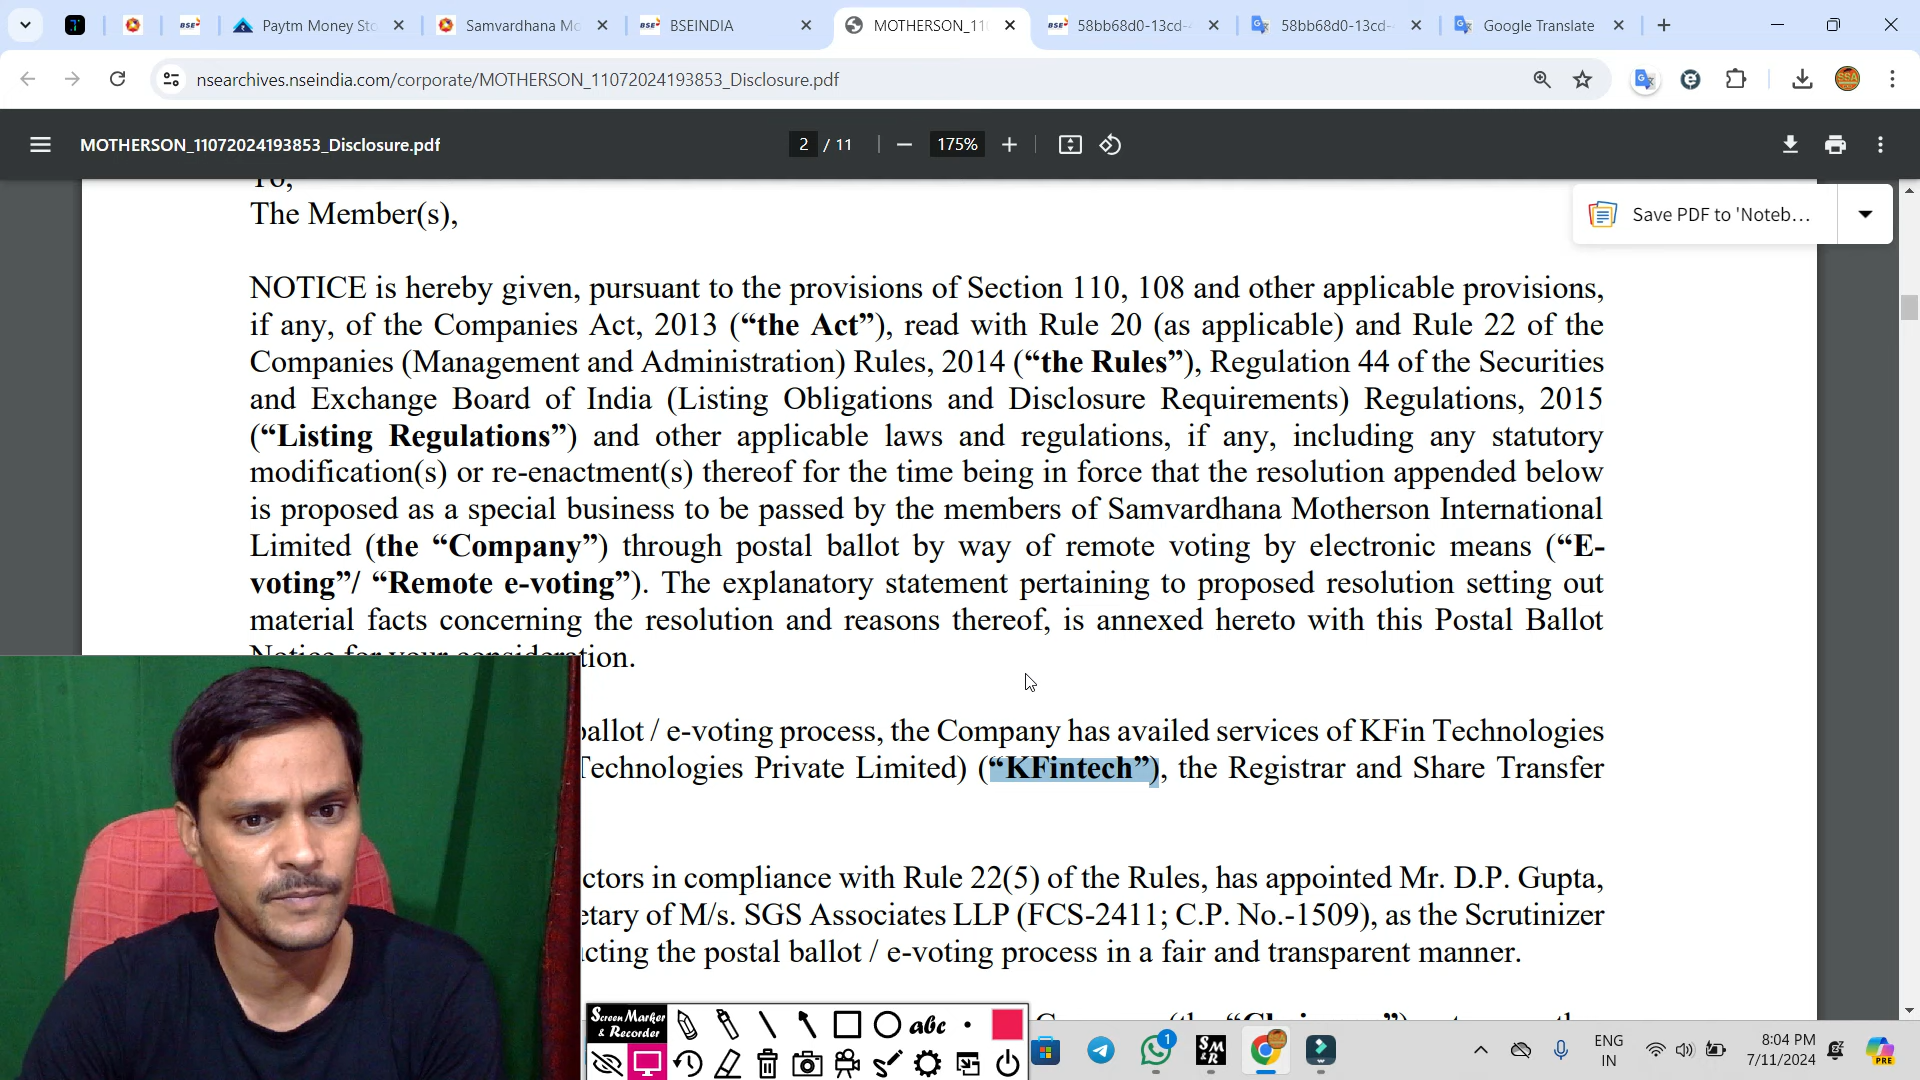 Paytm Money Sto
Samvardhana Mo
BSE
BSEINDIA
MOTHERSON_110
BSE
58bb68d0-13cd-
58bb68d0-13cd-
Google Translate
nsearchives.nseindia.com/corporate/MOTHERSON_11072024193853_Disclosure.pdf
MOTHERSON_11072024193853_Disclosure.pdf
2 / 11
175%
Save PDF to 'Noteb...
To,
The Member(s),
NOTICE is hereby given, pursuant to the provisions of Section 110, 108 and other applicable provisions,
if any, of the Companies Act, 2013 (“the Act”), read with Rule 20 (as applicable) and Rule 22 of the
Companies (Management and Administration) Rules, 2014 (“the Rules”), Regulation 44 of the Securities
and Exchange Board of India (Listing Obligations and Disclosure Requirements) Regulations, 2015
(“Listing Regulations”) and other applicable laws and regulations, if any, including any statutory
modification(s) or re-enactment(s) thereof for the time being in force that the resolution appended below
is proposed as a special business to be passed by the members of Samvardhana Motherson International
Limited (the “Company”) through postal ballot by way of remote voting by electronic means (“E-
voting”/ “Remote e-voting”). The explanatory statement pertaining to proposed resolution setting out
material facts concerning the resolution and reasons thereof, is annexed hereto with this Postal Ballot
Notice for your consideration.
ballot / e-voting process, the Company has availed services of KFin Technologies
Technologies Private Limited) (“KFintech”), the Registrar and Share Transfer
ctors in compliance with Rule 22(5) of the Rules, has appointed Mr. D.P. Gupta,
etary of M/s. SGS Associates LLP (FCS-2411; C.P. No.-1509), as the Scrutinizer
cting the postal ballot / e-voting process in a fair and transparent manner.
Screen Marker
& Recorder
abc
SM
&R
1
ENG
IN
8:04 PM
7/11/2024
PRE